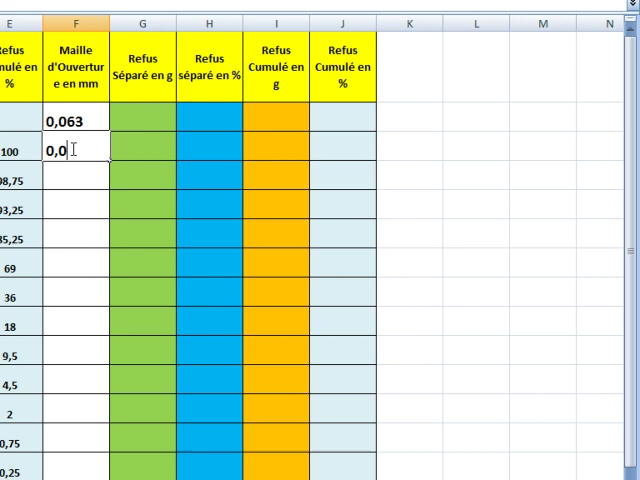 E F G H I J K L M N
Refus
Cumulé en
%
Maille
d'Ouvertur
e en mm
Refus
Séparé en g
Refus
séparé en %
Refus
Cumulé en
g
Refus
Cumulé en
%
0,063
100 0,0
98,75
93,25
85,25
69
36
18
9,5
4,5
2
0,75
0,25